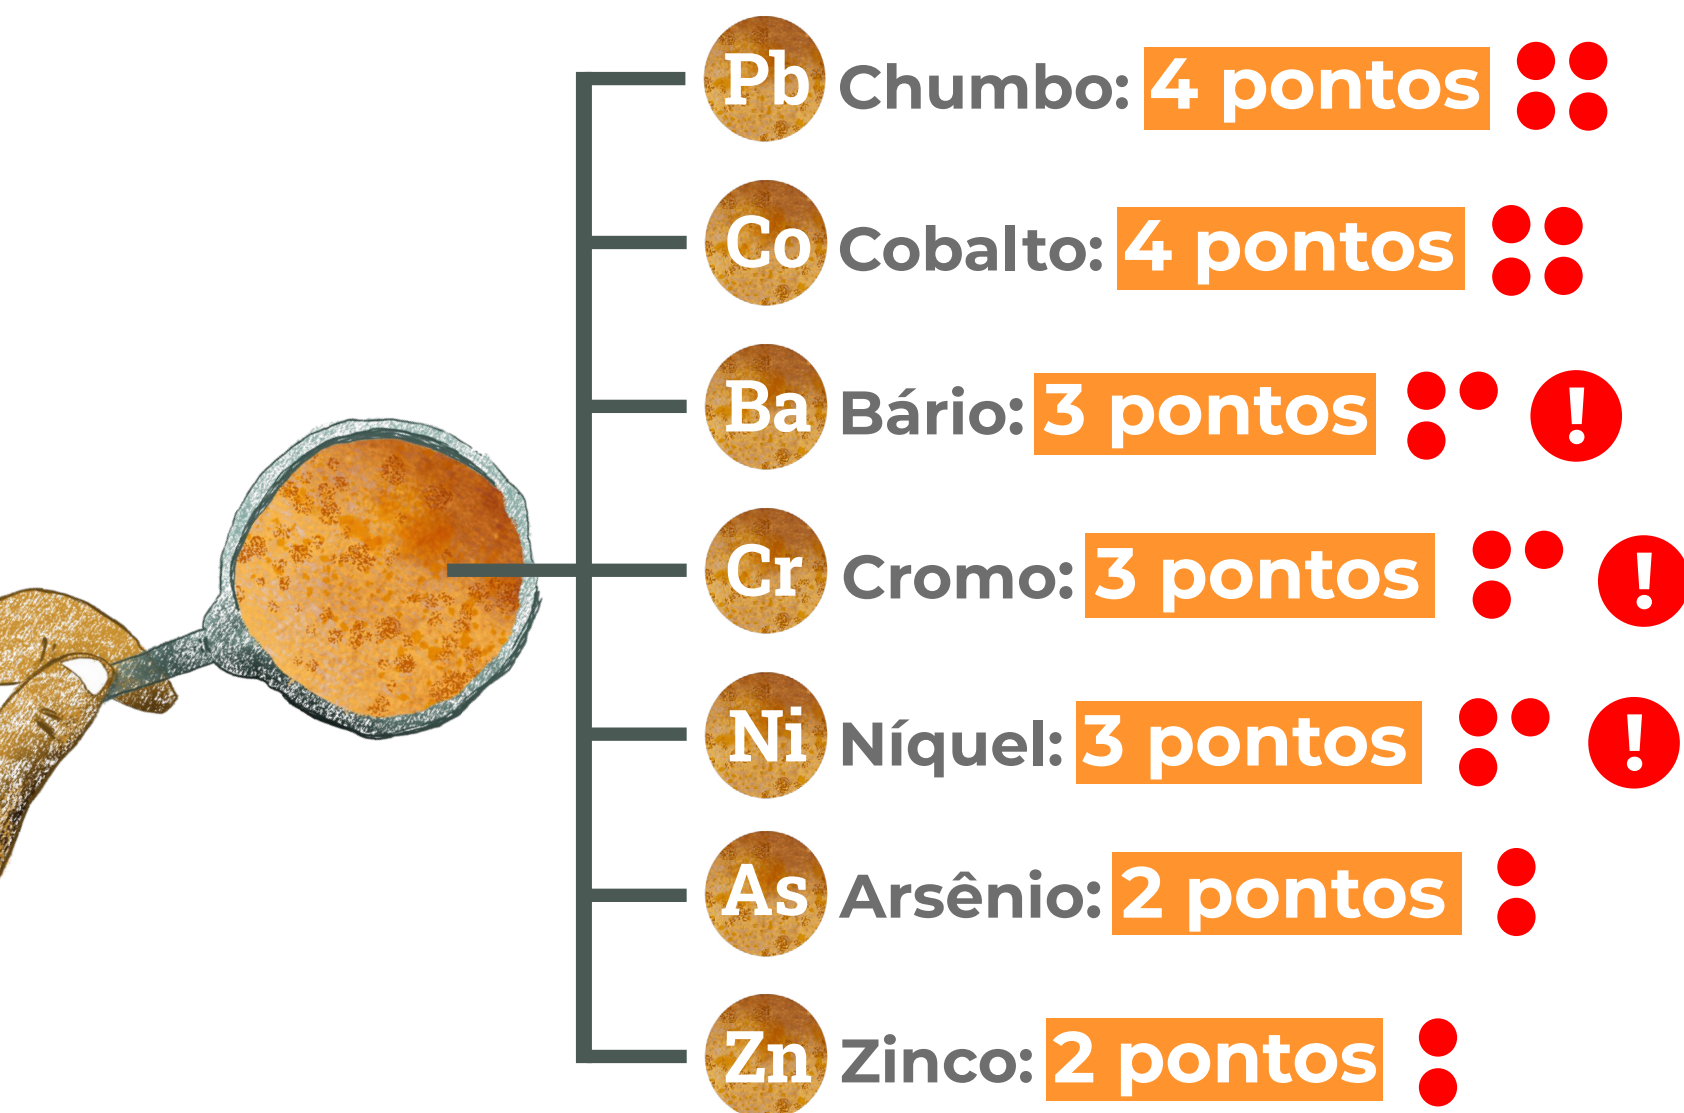 Pb Chumbo: 4 pontos
Co Cobalto: 4 pontos
Ba Bário: 3 pontos !
Cr Cromo: 3 pontos !
Ni Níquel: 3 pontos !
As Arsênio: 2 pontos
Zn Zinco: 2 pontos